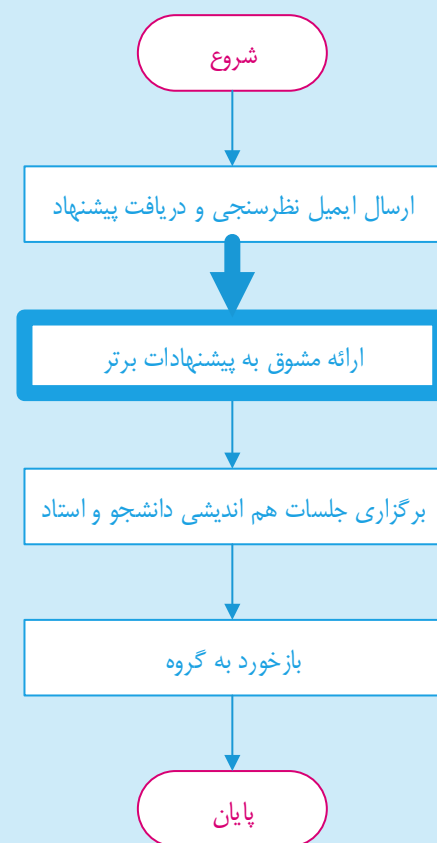 شروع
ارسال ایمیل نظرسنجی و دریافت پیشنهاد
ارائه مشوق به پیشنهادات برتر
برگزاری جلسات هم اندیشی دانشجو و استاد
بازخورد به گروه
پایان